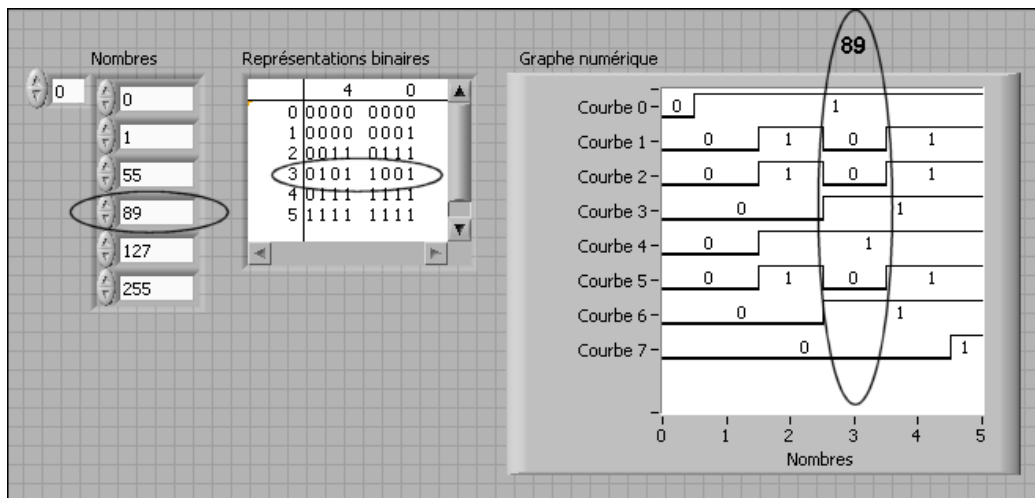 Nombres
0
0
1
55
89
127
255
Représentations binaires
4 0
0 0000 0000
1 0000 0001
2 0011 0111
3 0101 1001
4 0111 1111
5 1111 1111
Graphe numérique
89
Courbe 0 0 1
Courbe 1 0 1 0 1
Courbe 2 0 1 0 1
Courbe 3 0 1
Courbe 4 0 1
Courbe 5 0 1 0 1
Courbe 6 0 1
Courbe 7 0 1
0 1 2 3 4 5
Nombres